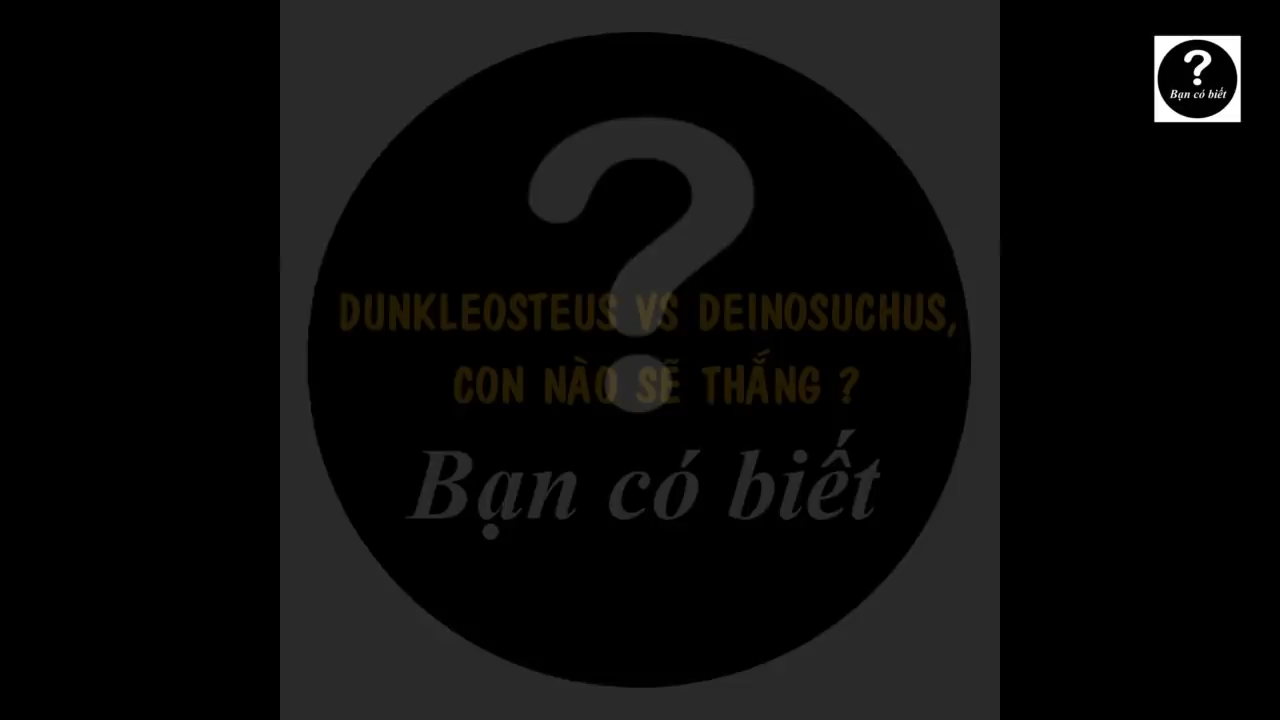 ?
Bạn có biết
DUNKLEOSTEUS VS DEINOSUCHUS,
CON NÀO SẼ THẮNG ?
?
Bạn có biết